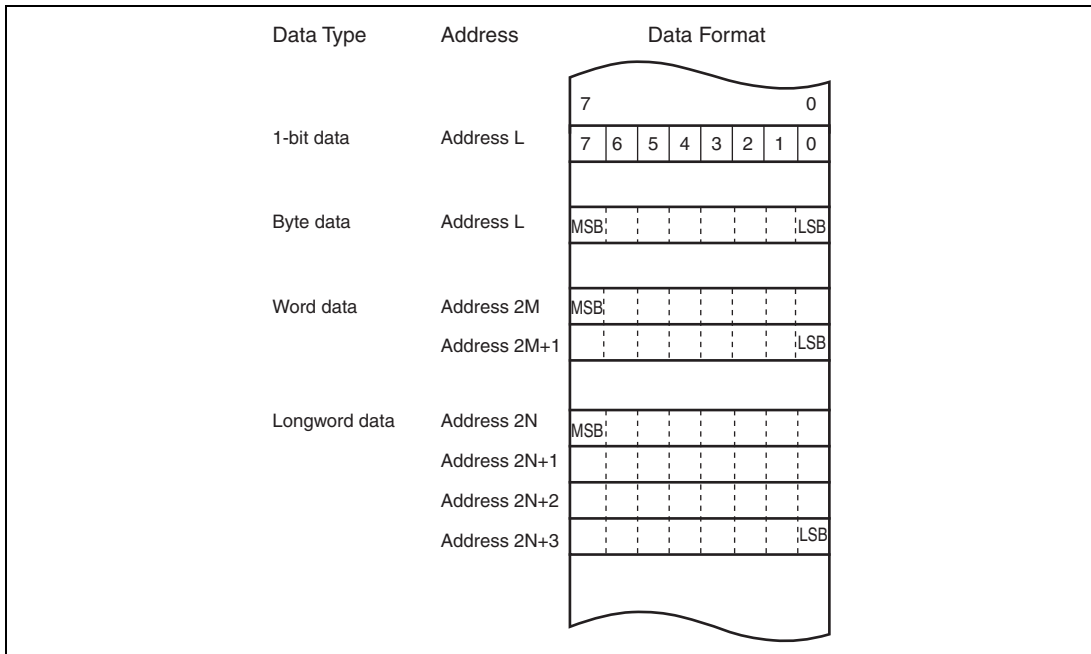 Data Type Address Data Format
7 0
1-bit data Address L 7 6 5 4 3 2 1 0
Byte data Address L MSB LSB
Word data Address 2M MSB
Address 2M+1 LSB
Longword data Address 2N MSB
Address 2N+1
Address 2N+2
Address 2N+3 LSB